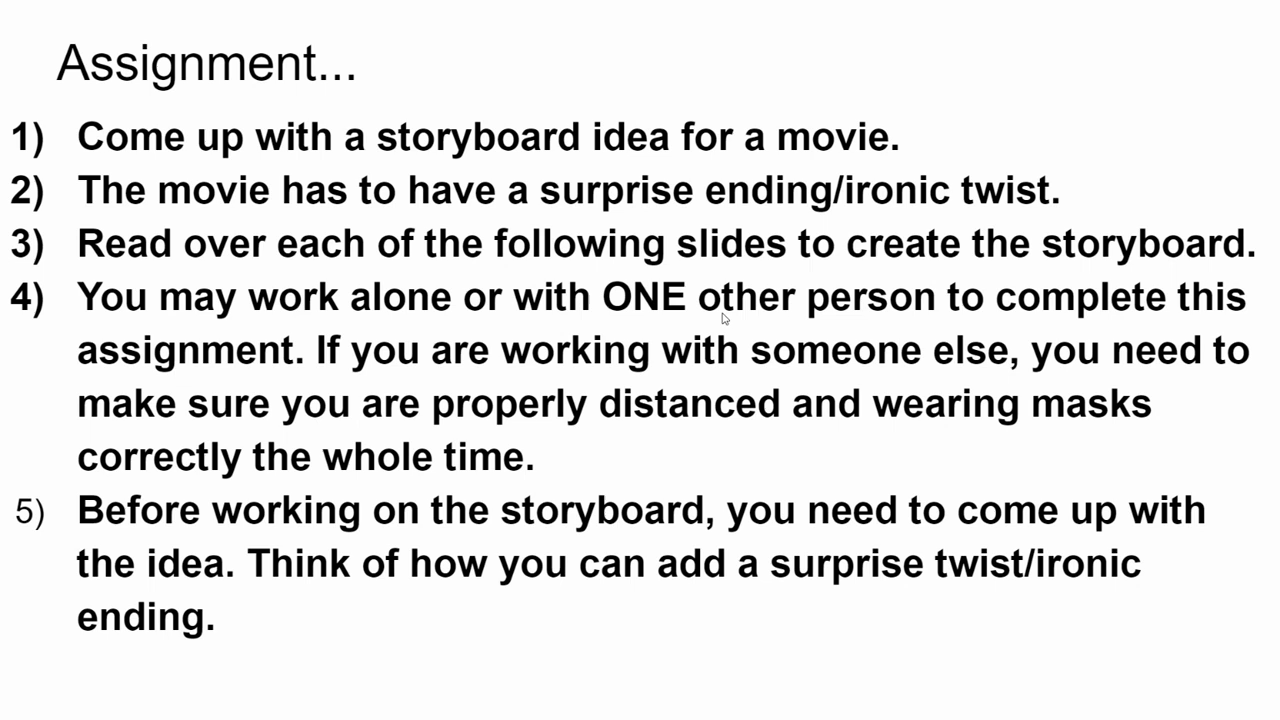 Assignment...
1) Come up with a storyboard idea for a movie.
2) The movie has to have a surprise ending/ironic twist.
3) Read over each of the following slides to create the storyboard.
4) You may work alone or with ONE other person to complete this
assignment. If you are working with someone else, you need to
make sure you are properly distanced and wearing masks
correctly the whole time.
5) Before working on the storyboard, you need to come up with
the idea. Think of how you can add a surprise twist/ironic
ending.